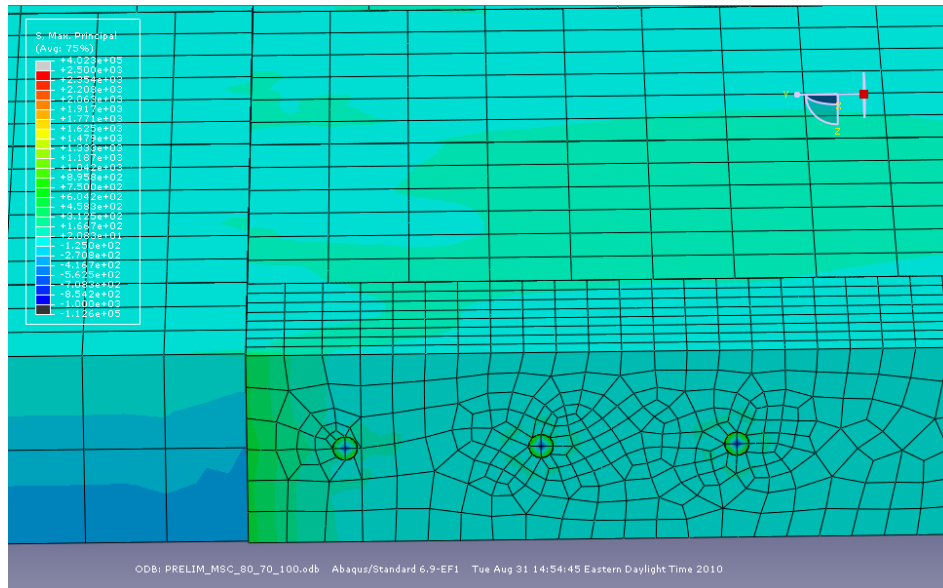 S, Max. Principal
(Avg: 75%)
+4.023e+05
+2.500e+03
+2.354e+03
+2.208e+03
+2.063e+03
+1.917e+03
+1.771e+03
+1.625e+03
+1.479e+03
+1.333e+03
+1.187e+03
+1.042e+03
+8.958e+02
+7.500e+02
+6.042e+02
+4.583e+02
+3.125e+02
+1.667e+02
+2.083e+01
-1.250e+02
-2.708e+02
-4.167e+02
-5.625e+02
-7.083e+02
-8.542e+02
-1.000e+03
-1.126e+05
Y
Z
ODB: PRELIM_MSC_80_70_100.odb Abaqus/Standard 6.9-EF1 Tue Aug 31 14:54:45 Eastern Daylight Time 2010